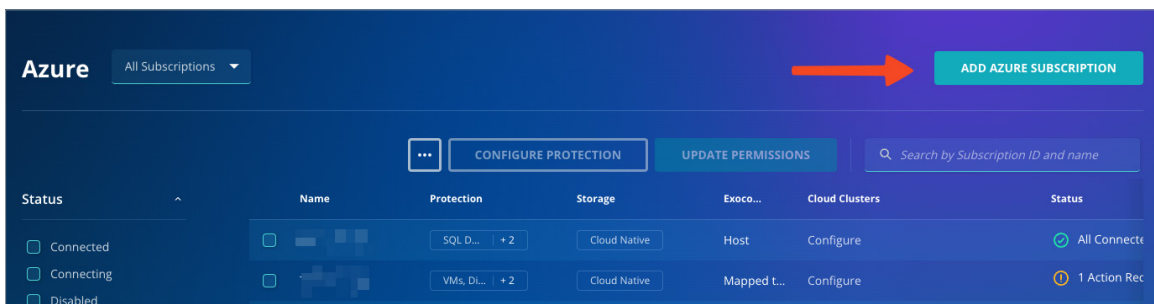 Azure
All Subscriptions
ADD AZURE SUBSCRIPTION
...
CONFIGURE PROTECTION
UPDATE PERMISSIONS
Search by Subscription ID and name
Status
Name
Protection
Storage
Exoco...
Cloud Clusters
Status
Connected
SQL D... | + 2
Cloud Native
Host
Configure
All Connecte
Connecting
VMs, Di... | + 2
Cloud Native
Mapped t...
Configure
1 Action Rec
Disabled